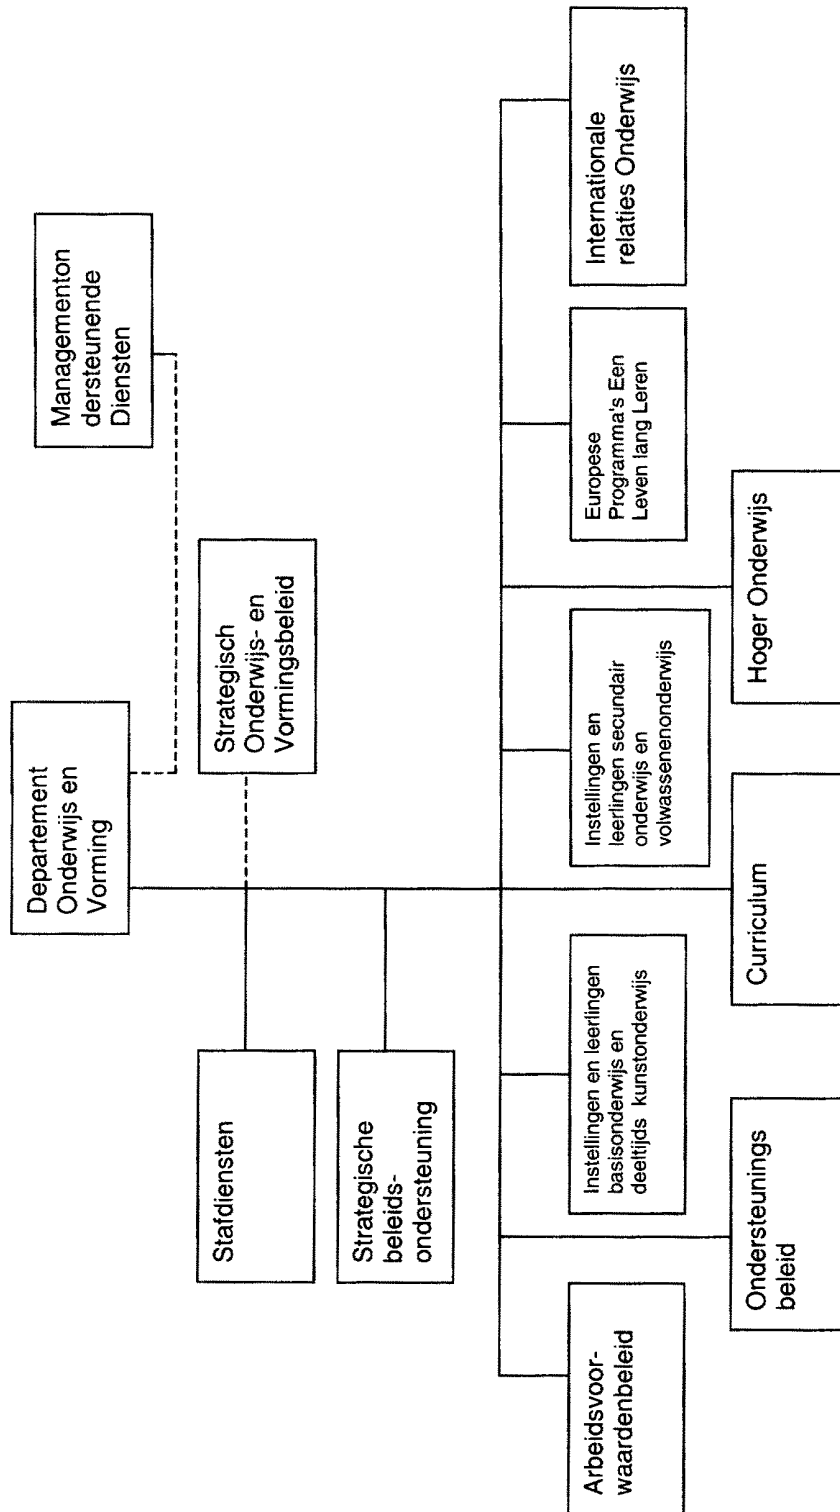 Departement
Onderwijs en
Vorming
Managementon
dersteunende
Diensten
Stafdiensten
Strategisch
Onderwijs- en
Vormingsbeleid
Strategische
beleids-
ondersteuning
Arbeidsvoor-
waardenbeleid
Instellingen en leerlingen
basisonderwijs en
deeltijds kunstonderwijs
Instellingen en
leerlingen secundair
onderwijs en
volwassenenonderwijs
Europese
Programma's Een
Leven lang Leren
Internationale
relaties Onderwijs
Ondersteunings
beleid
Curriculum
Hoger Onderwijs